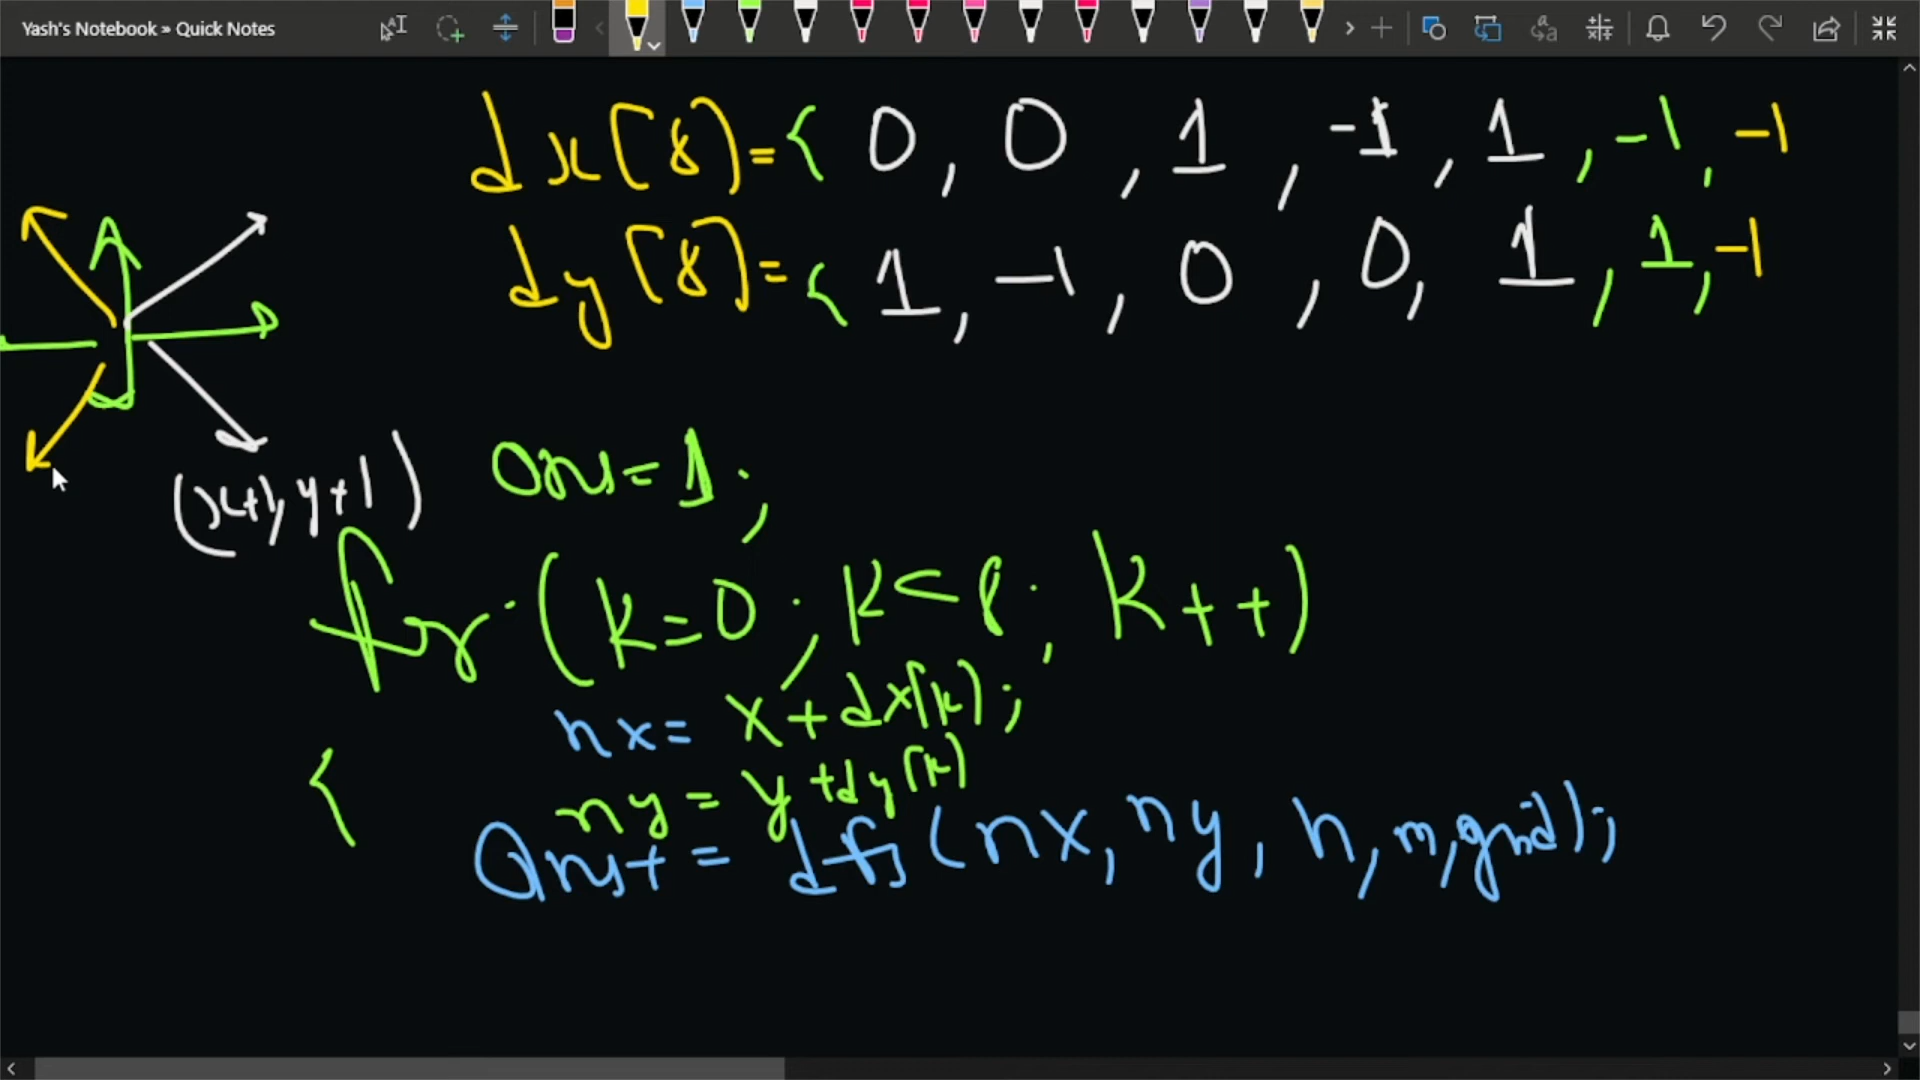 Yash's Notebook » Quick Notes
dx[8]={ 0, 0, 1, -1, 1, -1, -1
dy[8]={ 1, -1, 0, 0, 1, 1, -1
(x+1, y+1)
ans=1;
for (k=0; k<8; k++)
{
nx= x+dx[k];
ny= y+dy[k]
ans+= dfs(nx, ny, n, m, grid);